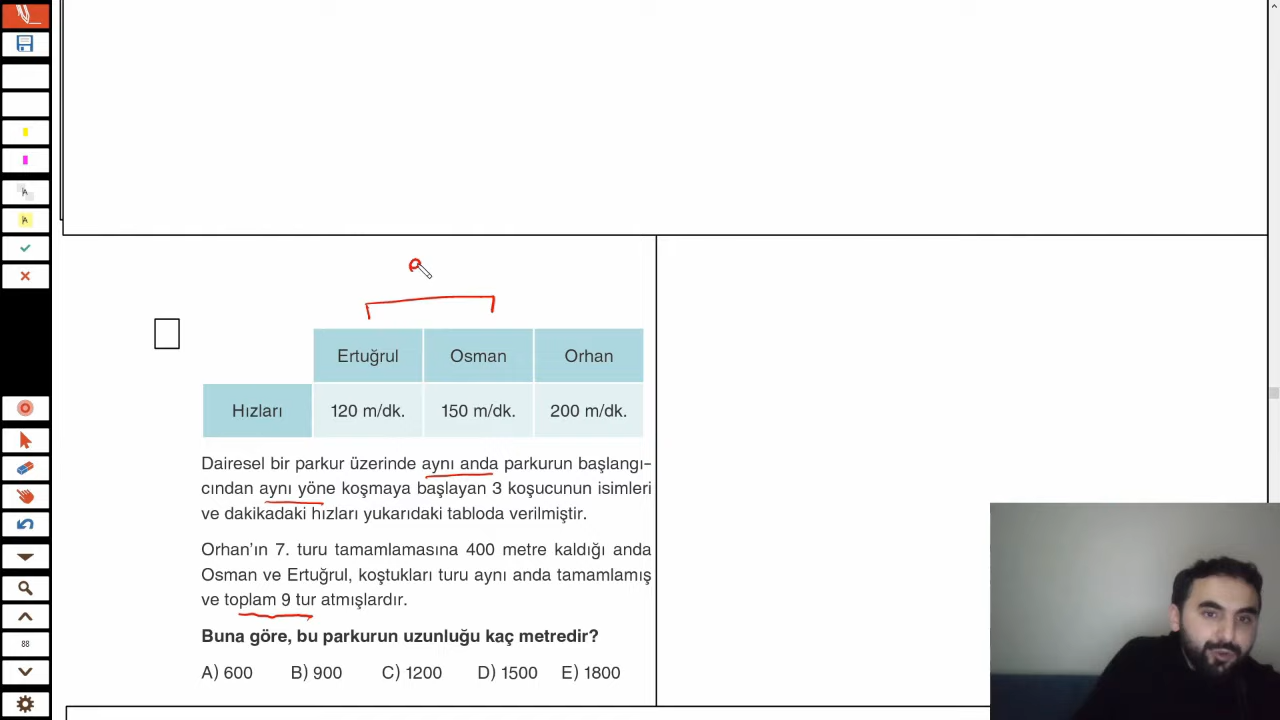 Ertuğrul Osman Orhan
Hızları 120 m/dk. 150 m/dk. 200 m/dk.
Dairesel bir parkur üzerinde aynı anda parkurun başlangı-
cından aynı yöne koşmaya başlayan 3 koşucunun isimleri
ve dakikadaki hızları yukarıdaki tabloda verilmiştir.
Orhan'ın 7. turu tamamlamasına 400 metre kaldığı anda
Osman ve Ertuğrul, koştukları turu aynı anda tamamlamış
ve toplam 9 tur atmışlardır.
Buna göre, bu parkurun uzunluğu kaç metredir?
A) 600 B) 900 C) 1200 D) 1500 E) 1800
88